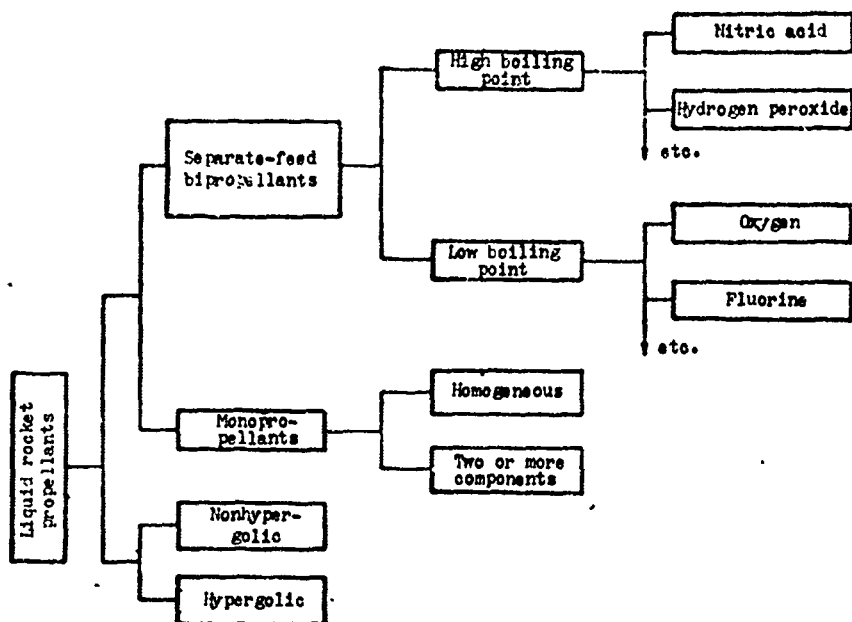 Nitric acid
High boiling
point
Hydrogen peroxide
etc.
Separate-feed
bipropellants
Oxygen
Low boiling
point
Fluorine
etc.
Liquid rocket
propellants
Homogeneous
Monopro-
pellants
Two or more
components
Nonhyper-
golic
Hypergolic